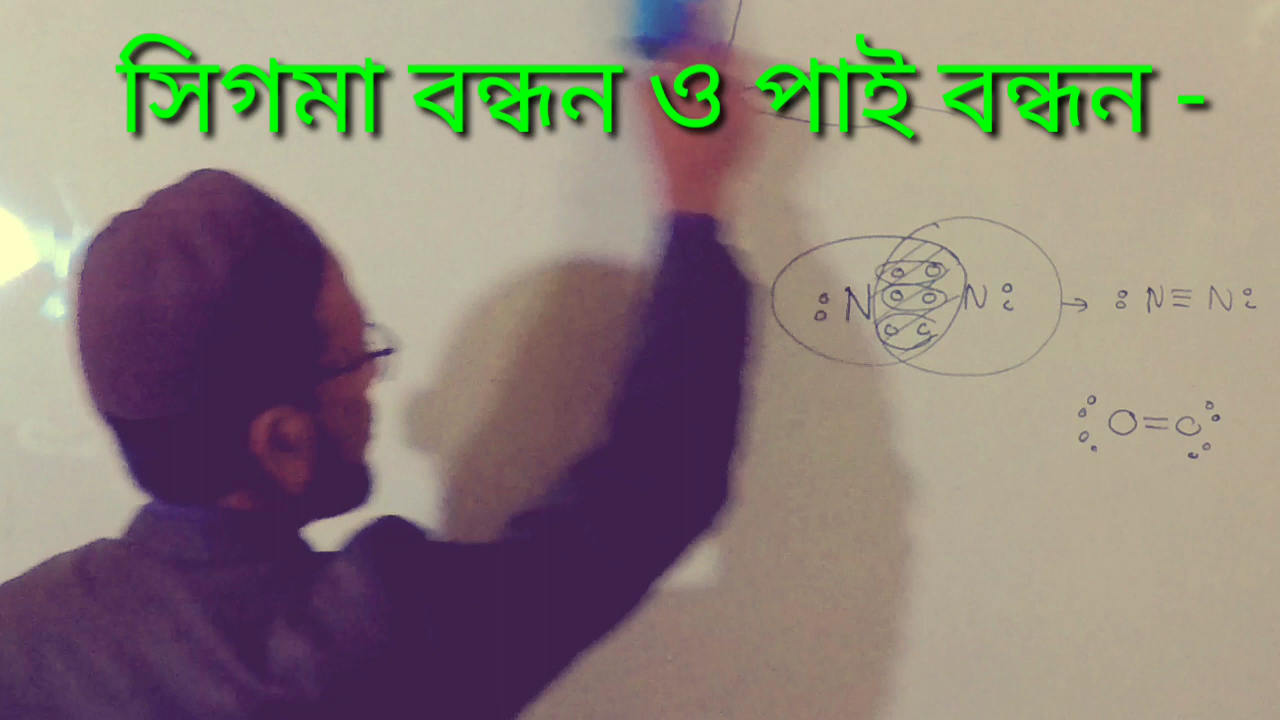 সিগমা বন্ধন ও পাই বন্ধন -
N N → N ≡ N
O = O